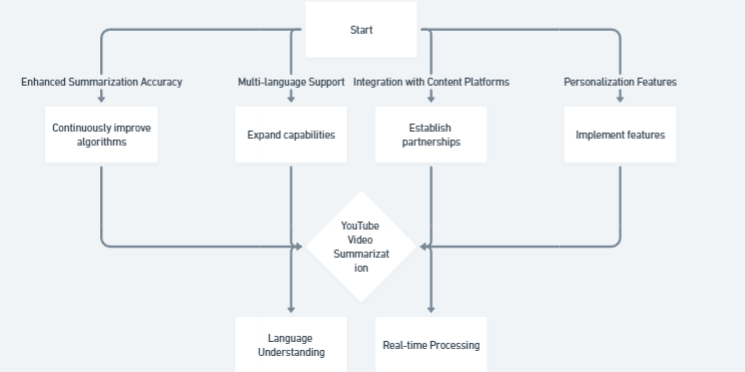 Start
Enhanced Summarization Accuracy
Multi-language Support
Integration with Content Platforms
Personalization Features
Continuously improve
algorithms
Expand capabilities
Establish
partnerships
Implement features
YouTube
Video
Summarizat
ion
Language
Understanding
Real-time Processing